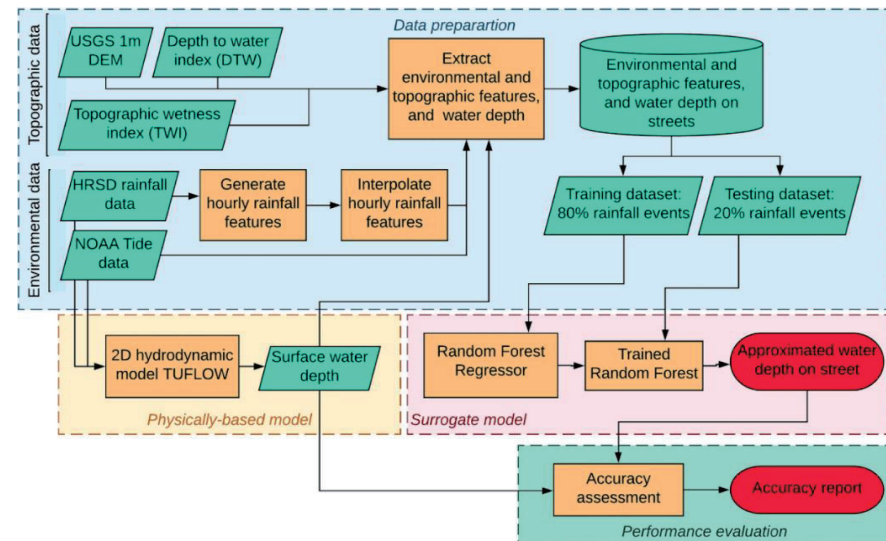 Data preparartion
Topographic data
USGS 1m
DEM
Depth to water
index (DTW)
Topographic wetness
index (TWI)
Extract
environmental and
topographic features,
and  water depth
Environmental and
topographic features,
and water depth on
streets
Environmental data
HRSD rainfall
data
Generate
hourly rainfall
features
Interpolate
hourly rainfall
features
NOAA Tide
data
Training dataset:
80% rainfall events
Testing dataset:
20% rainfall events
2D hydrodynamic
model TUFLOW
Surface water
depth
Physically-based model
Random Forest
Regressor
Trained
Random Forest
Approximated water
depth on street
Surrogate model
Accuracy
assessment
Accuracy report
Performance evaluation